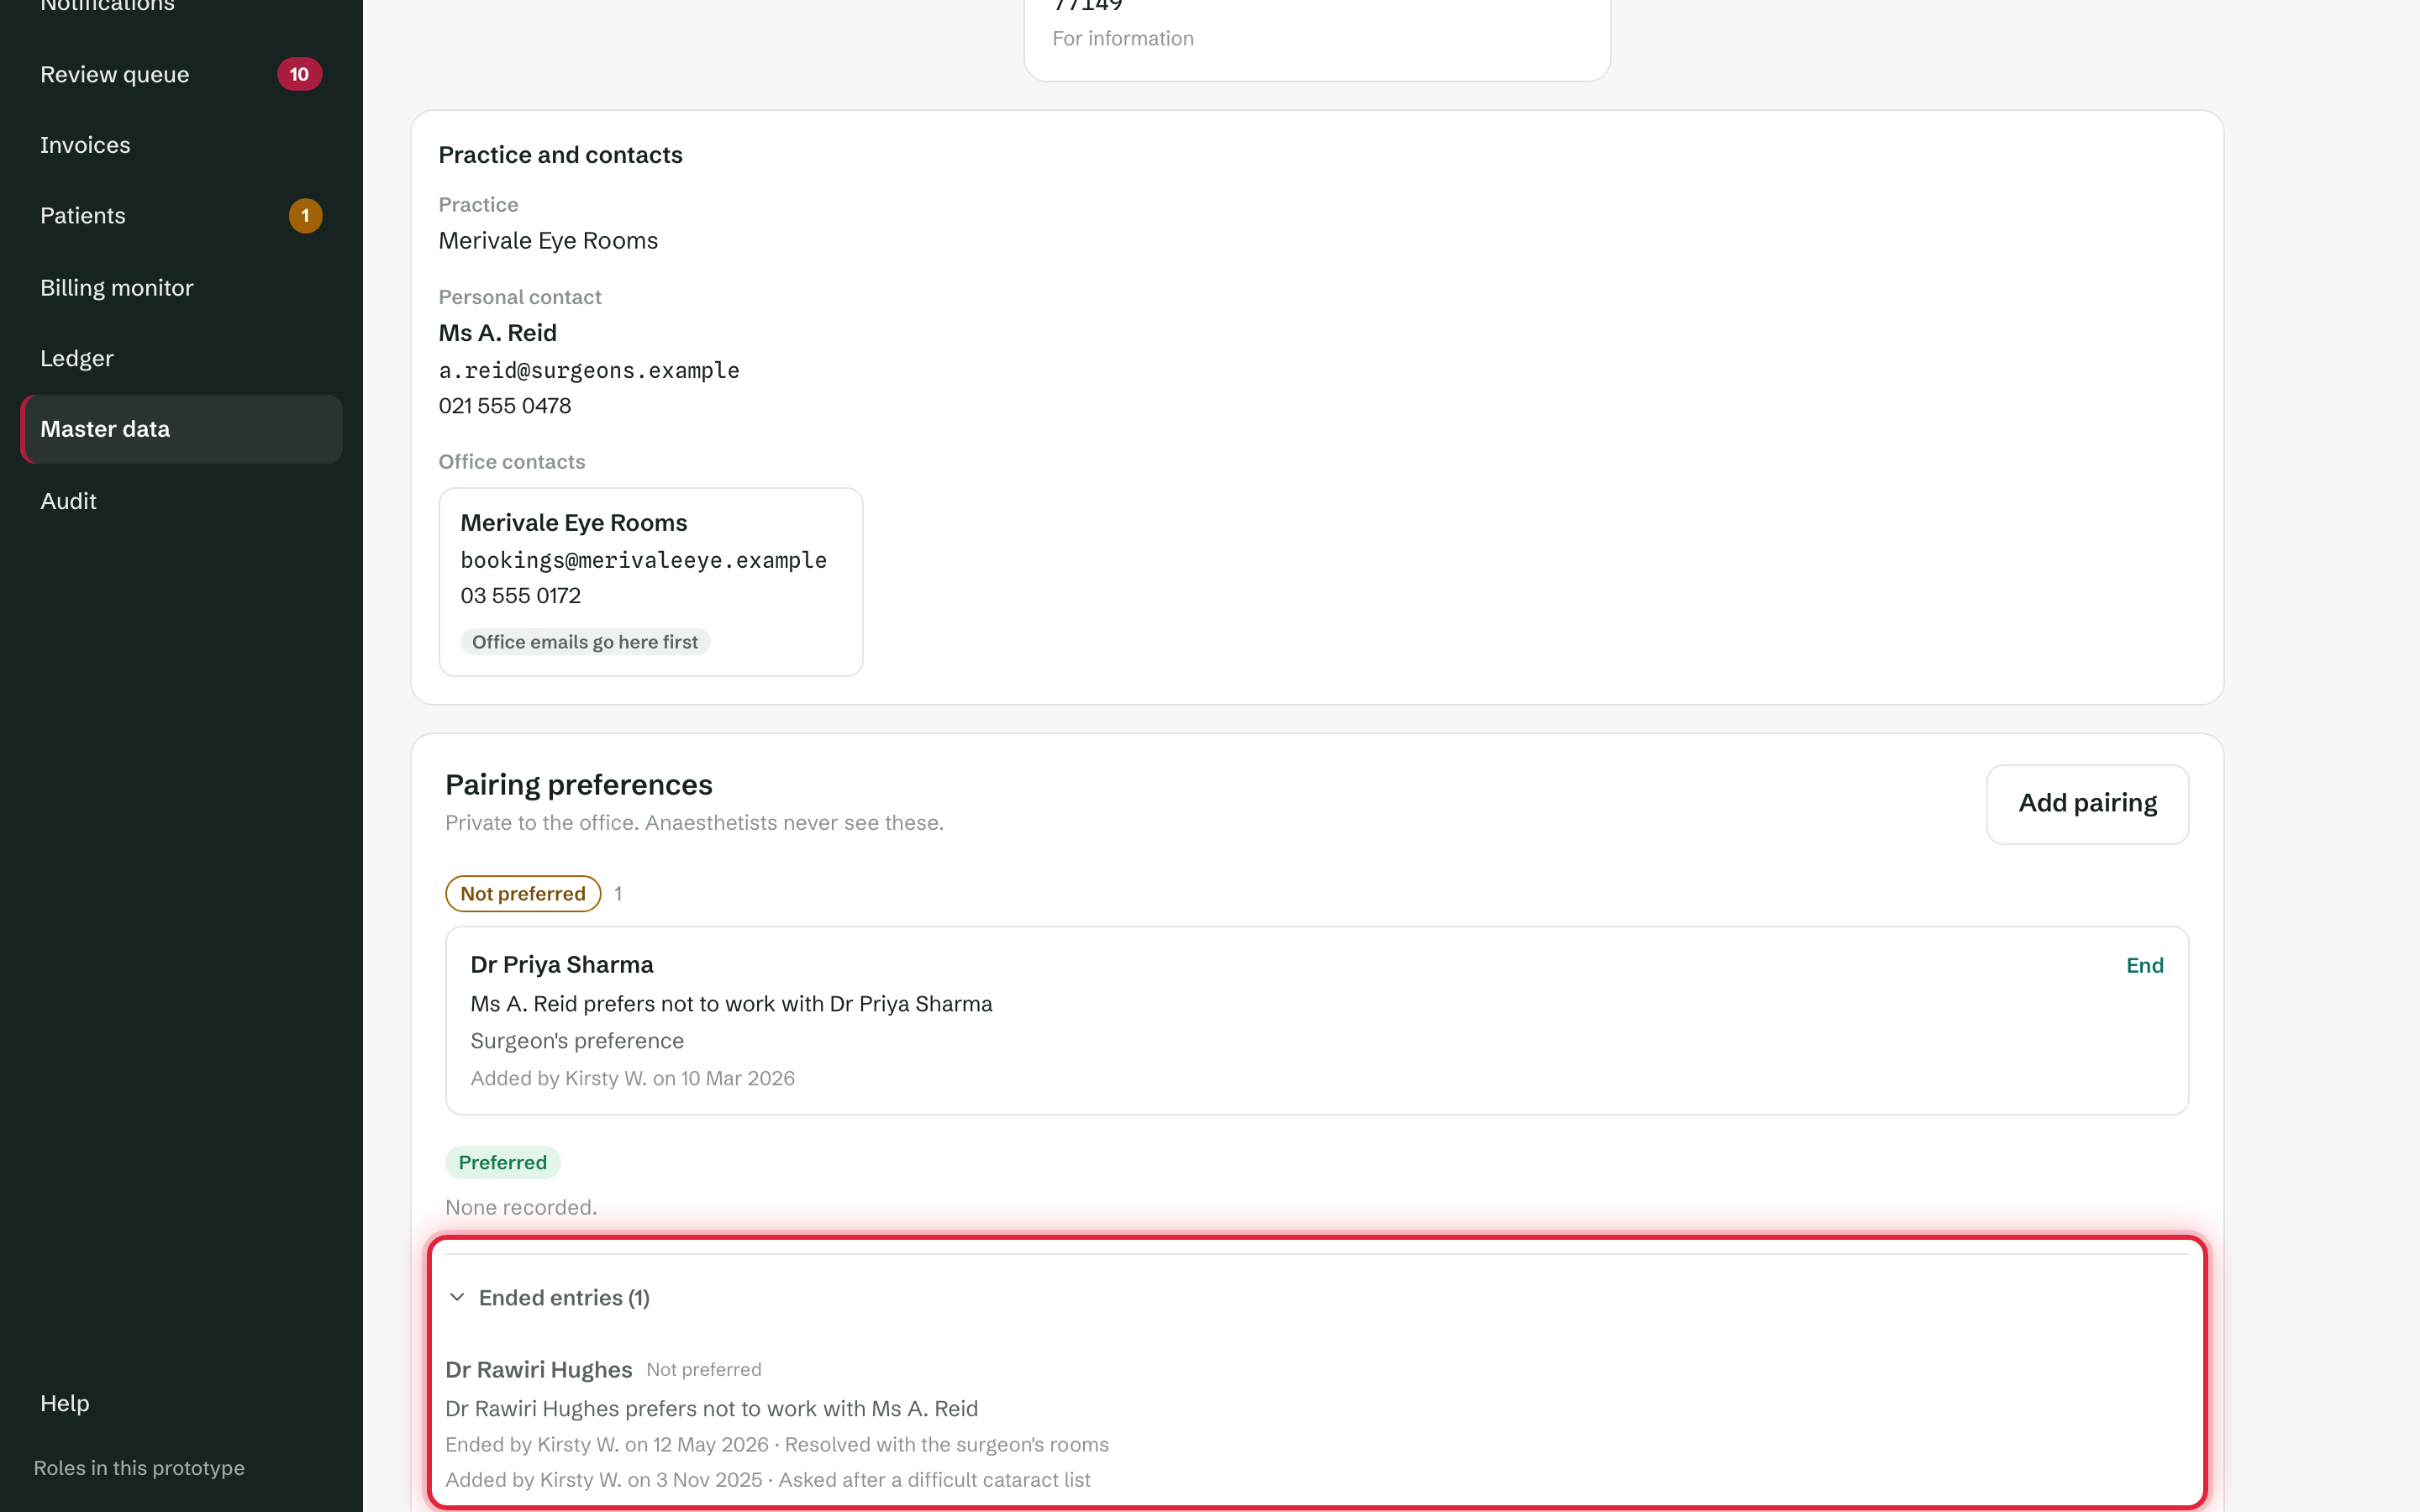 Notifications
Review queue 10
Invoices
Patients 1
Billing monitor
Ledger
Master data
Audit
Help
Roles in this prototype
77149
For information
Practice and contacts
Practice
Merivale Eye Rooms
Personal contact
Ms A. Reid
a.reid@surgeons.example
021 555 0478
Office contacts
Merivale Eye Rooms
bookings@merivaleeye.example
03 555 0172
Office emails go here first
Pairing preferences
Private to the office. Anaesthetists never see these.
Add pairing
Not preferred 1
Dr Priya Sharma
End
Ms A. Reid prefers not to work with Dr Priya Sharma
Surgeon's preference
Added by Kirsty W. on 10 Mar 2026
Preferred
None recorded.
Ended entries (1)
Dr Rawiri Hughes Not preferred
Dr Rawiri Hughes prefers not to work with Ms A. Reid
Ended by Kirsty W. on 12 May 2026 · Resolved with the surgeon's rooms
Added by Kirsty W. on 3 Nov 2025 · Asked after a difficult cataract list